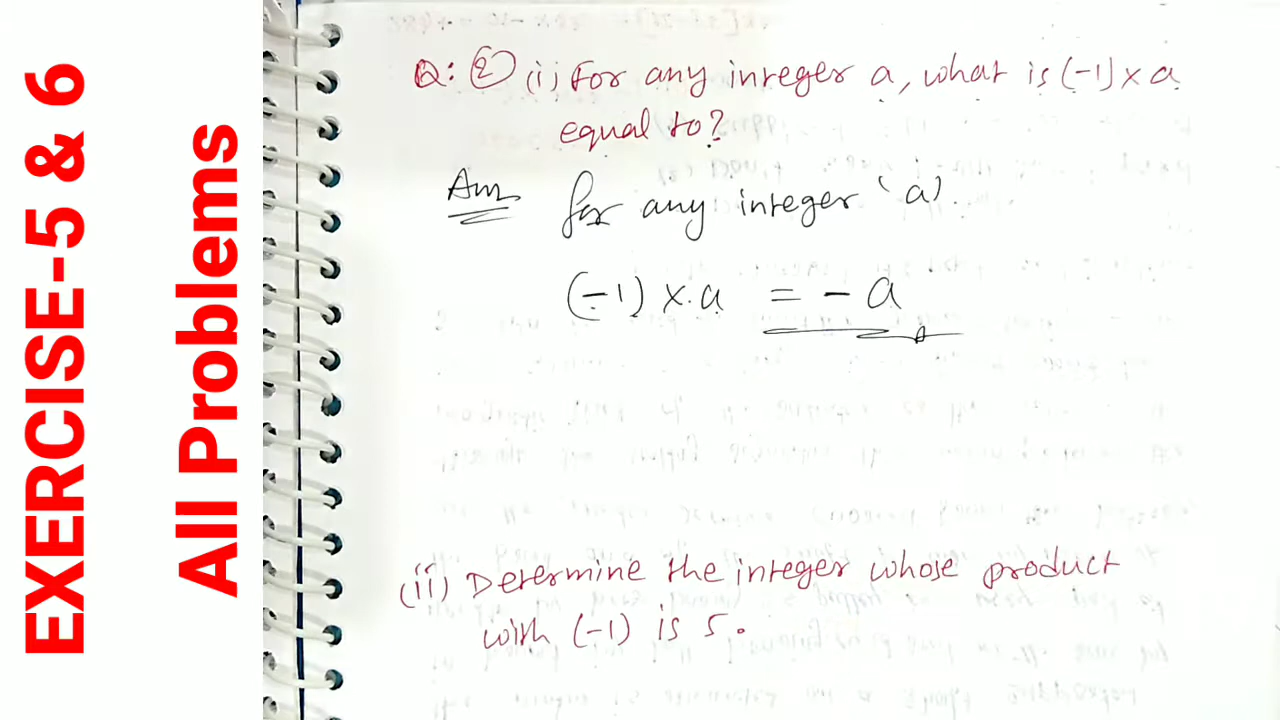 EXERCISE-5 & 6
All Problems
Q: (2) (i) For any integer a, what is (-1) x a
equal to?
Ans for any integer 'a'.
(-1) x a = - a
(ii) Determine the integer whose product
with (-1) is 5.